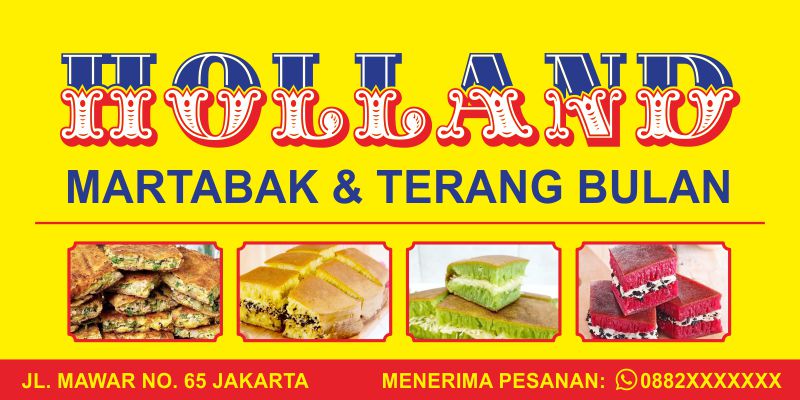 HOLLAND
MARTABAK & TERANG BULAN
JL. MAWAR NO. 65 JAKARTA
MENERIMA PESANAN: 0882XXXXXXX